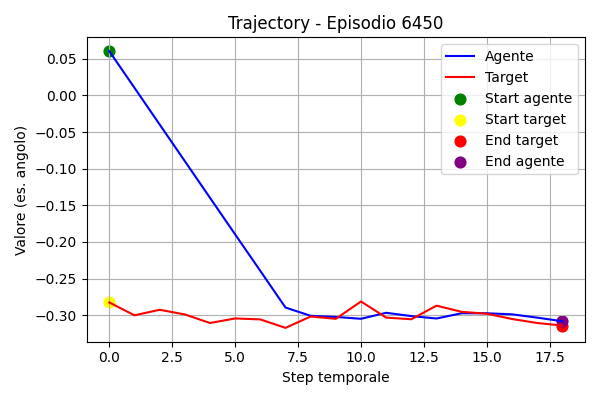 Trajectory - Episodio 6450
Agente
Target
Start agente
Start target
End target
End agente
Valore (es. angolo)
0.05
0.00
−0.05
−0.10
−0.15
−0.20
−0.25
−0.30
0.0 2.5 5.0 7.5 10.0 12.5 15.0 17.5
Step temporale